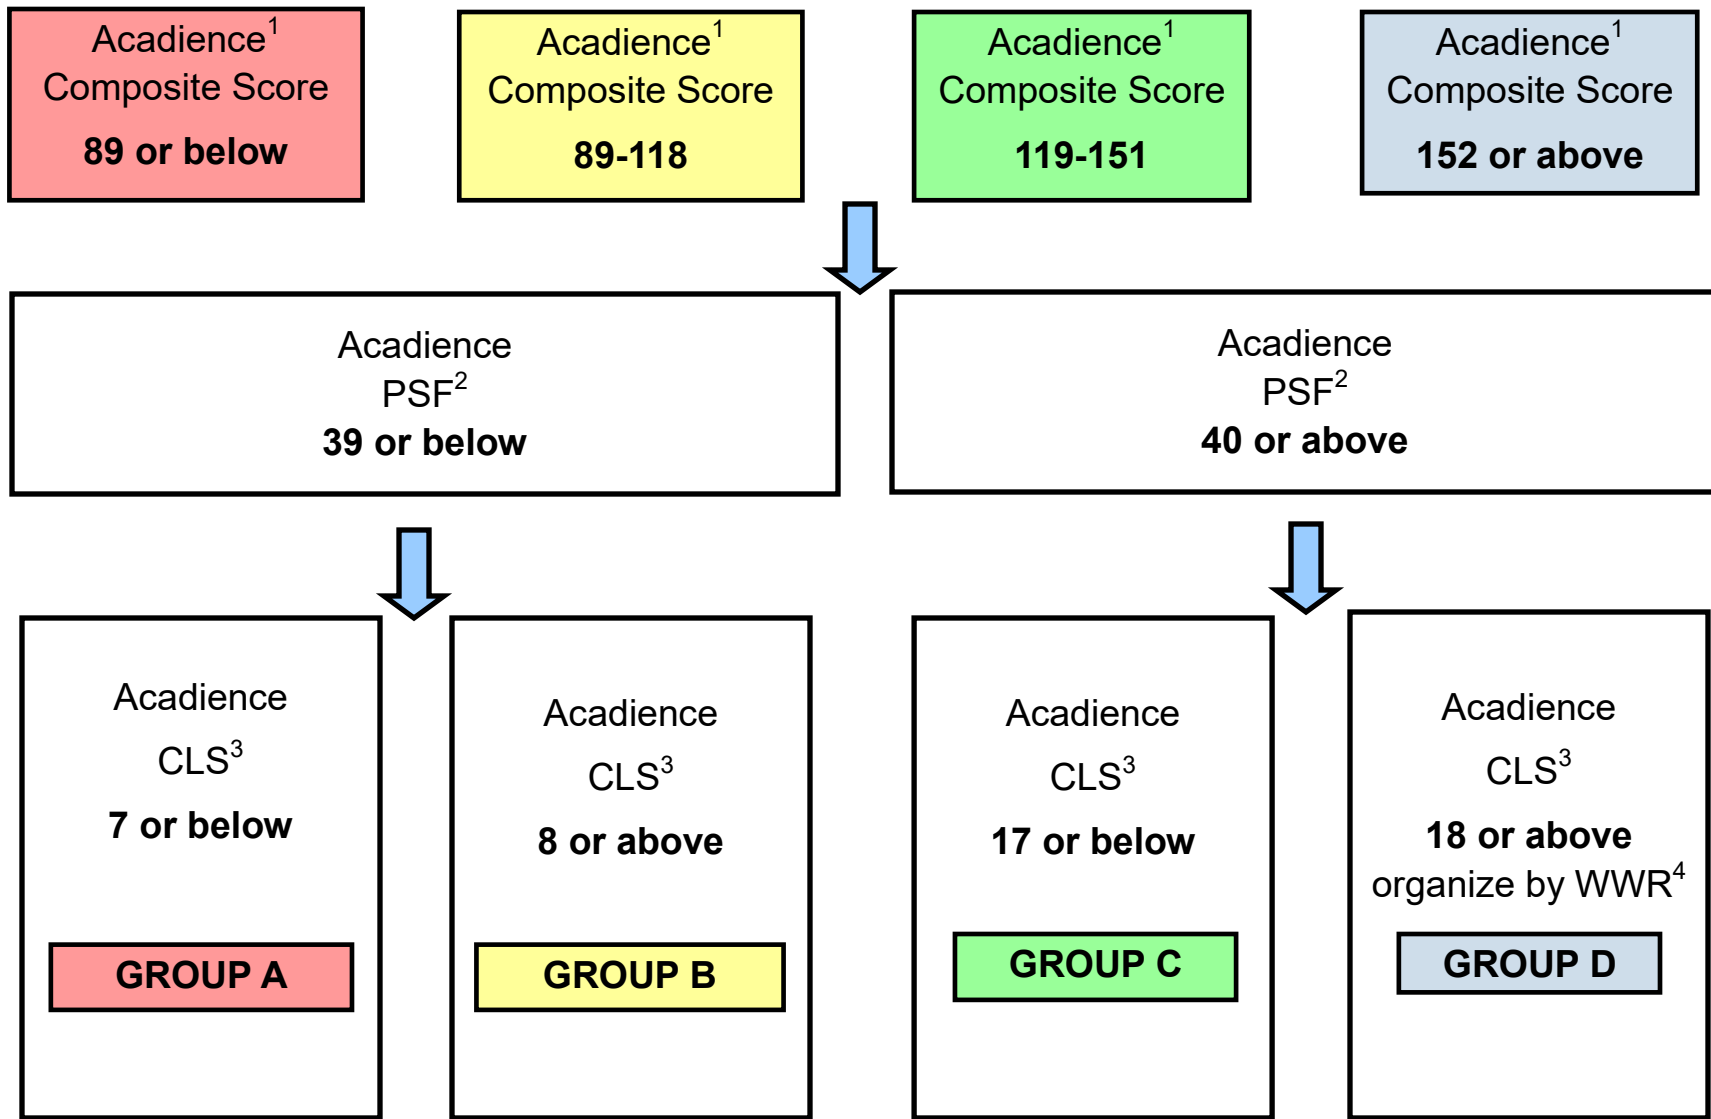 Acadience¹
Composite Score
89 or below
Acadience¹
Composite Score
89-118
Acadience¹
Composite Score
119-151
Acadience¹
Composite Score
152 or above
Acadience
PSF²
39 or below
Acadience
PSF²
40 or above
Acadience
CLS³
7 or below
GROUP A
Acadience
CLS³
8 or above
GROUP B
Acadience
CLS³
17 or below
GROUP C
Acadience
CLS³
18 or above
organize by WWR⁴
GROUP D